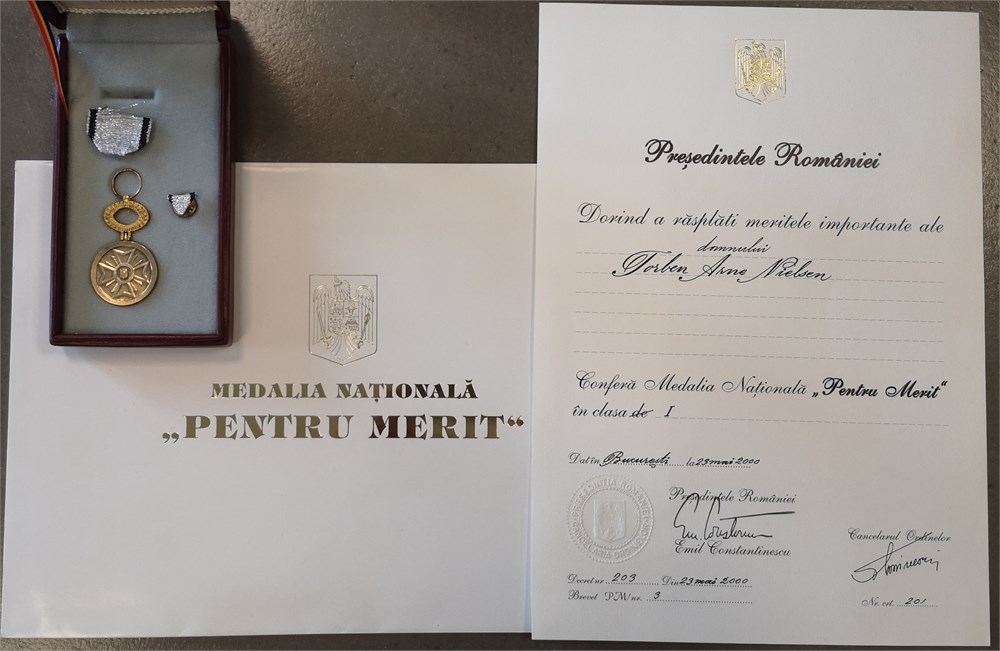 MEDALIA NAȚIONALĂ
„PENTRU MERIT“
Președintele României
Dorind a răsplăti meritele importante ale
domnului
Torben Arne Nielsen
Conferă Medalia Națională „Pentru Merit“
în clasa de I
Dat în București la 23 mai 2000
Președintele României
Emil Constantinescu
Cancelarul Ordinelor
Decret nr. 203 Din 23 mai 2000
Brevet P.M/nr. 3
Nr. crt. 201
PREȘEDINȚIA ROMÂNIEI